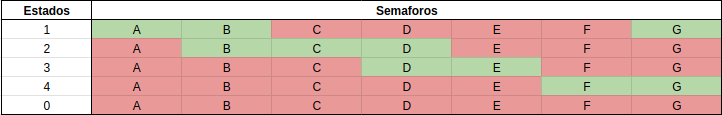 Estados Semaforos
1 A B C D E F G
2 A B C D E F G
3 A B C D E F G
4 A B C D E F G
0 A B C D E F G